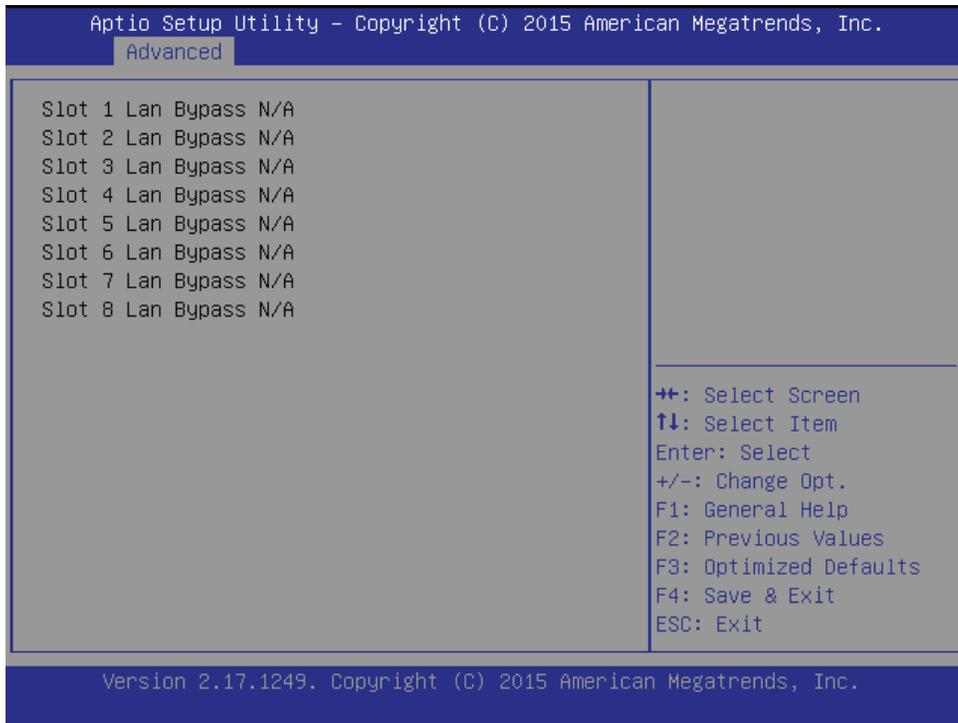 Aptio Setup Utility – Copyright (C) 2015 American Megatrends, Inc.
Advanced
Slot 1 Lan Bypass N/A
Slot 2 Lan Bypass N/A
Slot 3 Lan Bypass N/A
Slot 4 Lan Bypass N/A
Slot 5 Lan Bypass N/A
Slot 6 Lan Bypass N/A
Slot 7 Lan Bypass N/A
Slot 8 Lan Bypass N/A
→←: Select Screen
↑↓: Select Item
Enter: Select
+/-: Change Opt.
F1: General Help
F2: Previous Values
F3: Optimized Defaults
F4: Save & Exit
ESC: Exit
Version 2.17.1249. Copyright (C) 2015 American Megatrends, Inc.